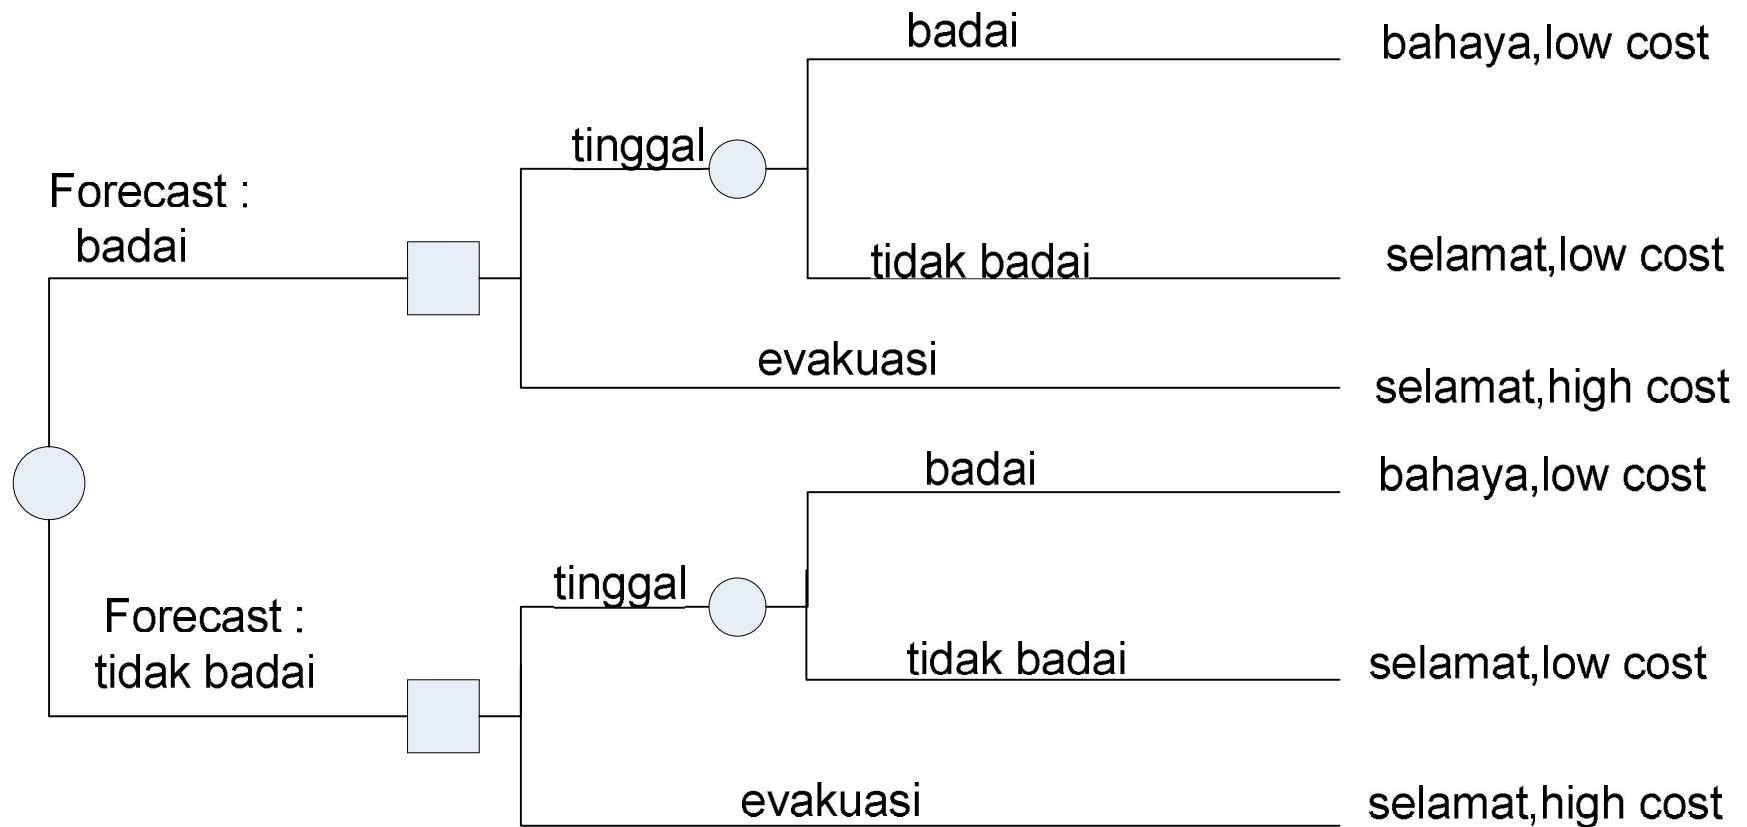 badai
bahaya,low cost
tinggal
Forecast :
badai
tidak badai
selamat,low cost
evakuasi
selamat,high cost
badai
bahaya,low cost
tinggal
Forecast :
tidak badai
tidak badai
selamat,low cost
evakuasi
selamat,high cost